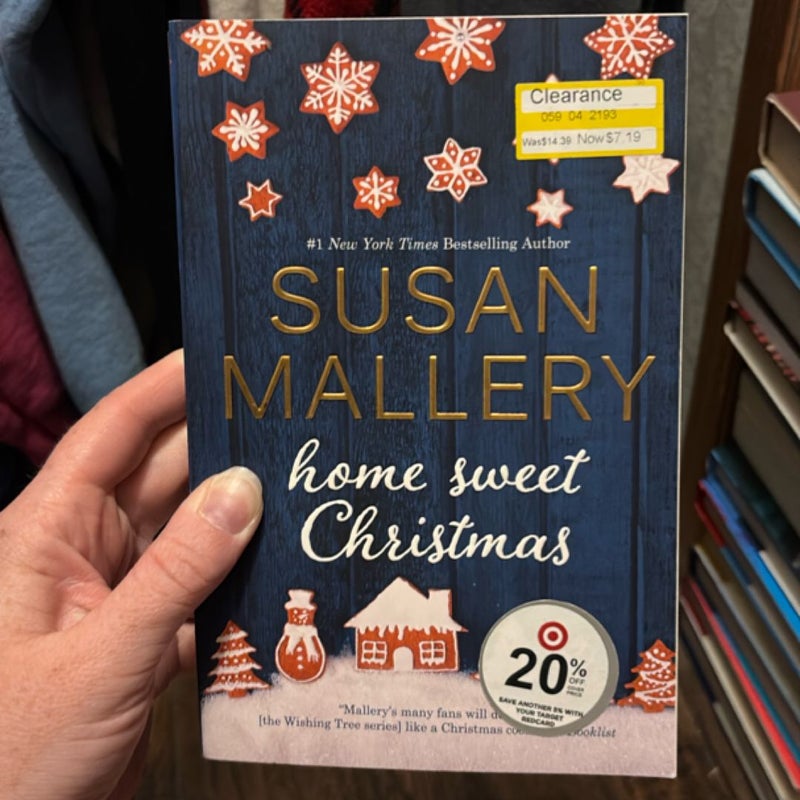 Clearance
059 04 2193
Was$14.39 Now$7.19
#1 New York Times Bestselling Author
SUSAN
MALLERY
home sweet
Christmas
20% OFF COVER PRICE
SAVE ANOTHER 5% WITH
YOUR TARGET
REDCARD
"Mallery's many fans will
[the Wishing Tree series] like a Christmas Booklist